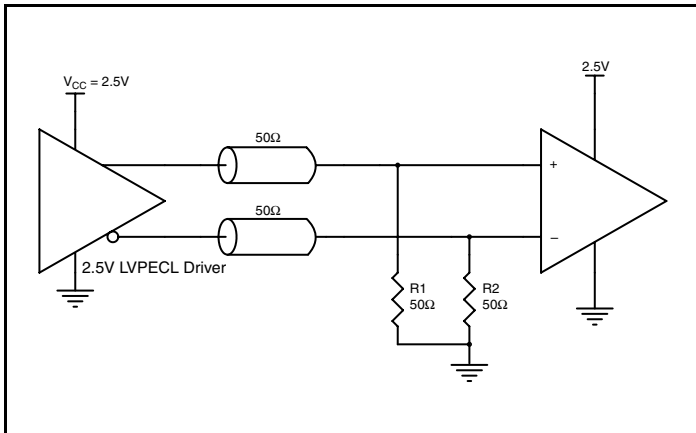 V_CC = 2.5V
2.5V
50Ω
50Ω
+
−
2.5V LVPECL Driver
R1
50Ω
R2
50Ω